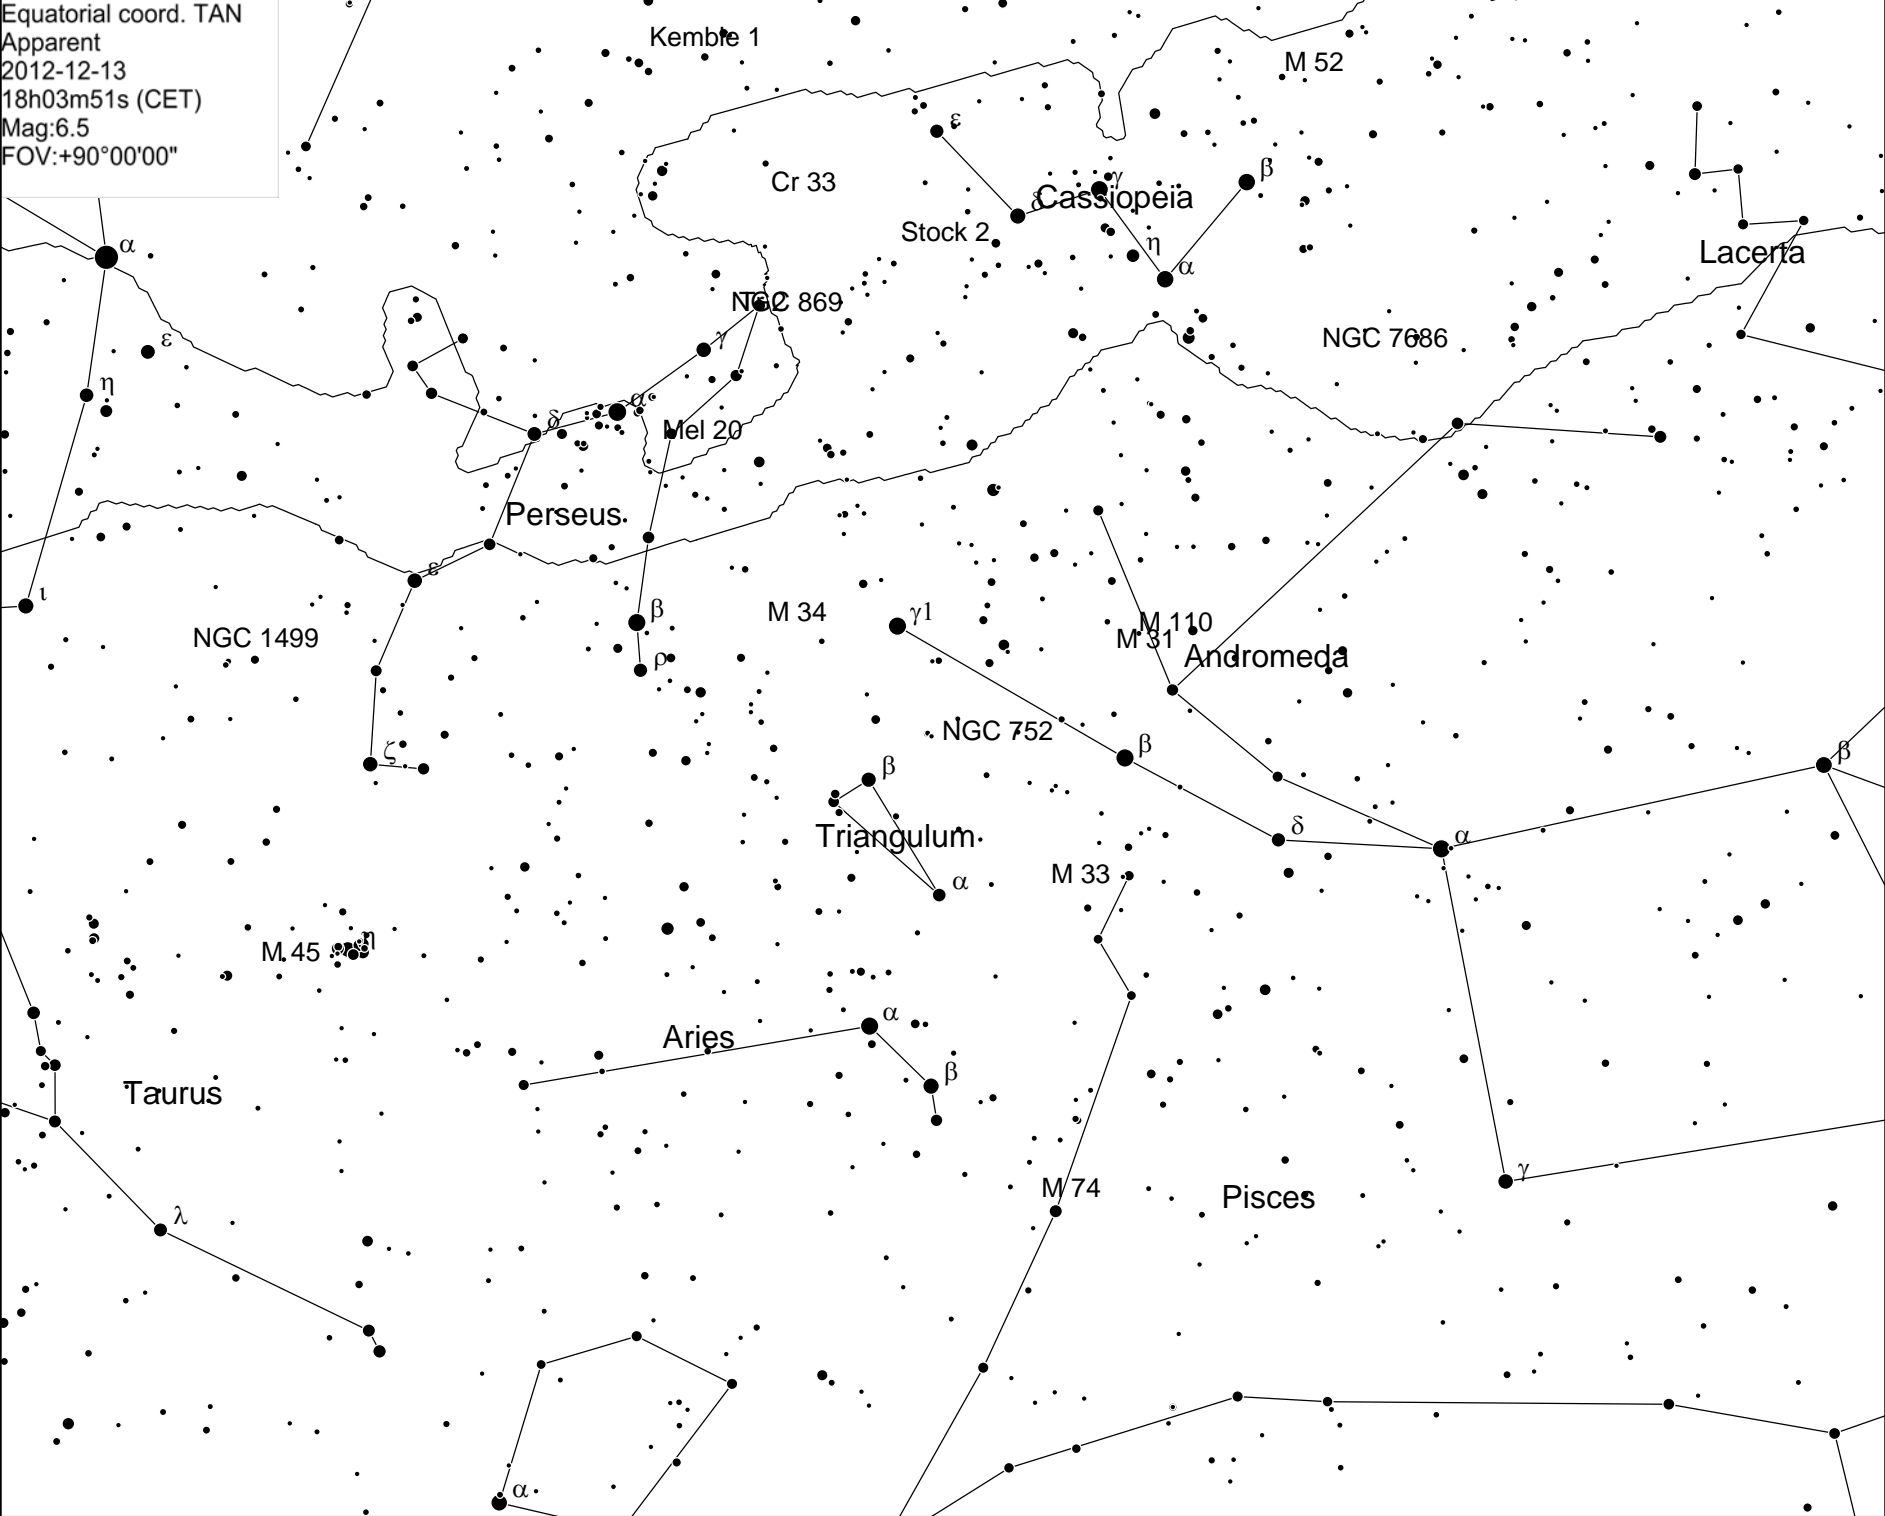 Equatorial coord. TAN
Apparent
2012-12-13
18h03m51s (CET)
Mag:6.5
FOV:+90°00'00"
Kemble 1
M 52
ε
Cr 33
γ
β
δ
Cassiopeia
Stock 2
η
α
α
Lacerta
NGC 869
ε
γ
NGC 7686
η
α
δ
Mel 20
Perseus
ε
ι
β
M 34
γ1
M 110
M 31
NGC 1499
ρ
Andromeda
NGC 752
β
ζ
β
β
Triangulum
δ
α
M 33
α
M 45
η
α
Aries
β
Taurus
γ
M 74
Pisces
λ
α